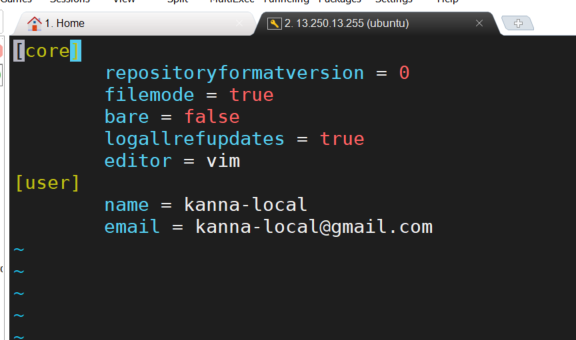 Games Sessions View Split MultiExec Tunneling Packages Settings Help
1. Home
2. 13.250.13.255 (ubuntu)
[core]
repositoryformatversion = 0
filemode = true
bare = false
logallrefupdates = true
editor = vim
[user]
name = kanna-local
email = kanna-local@gmail.com
~
~
~
~
~